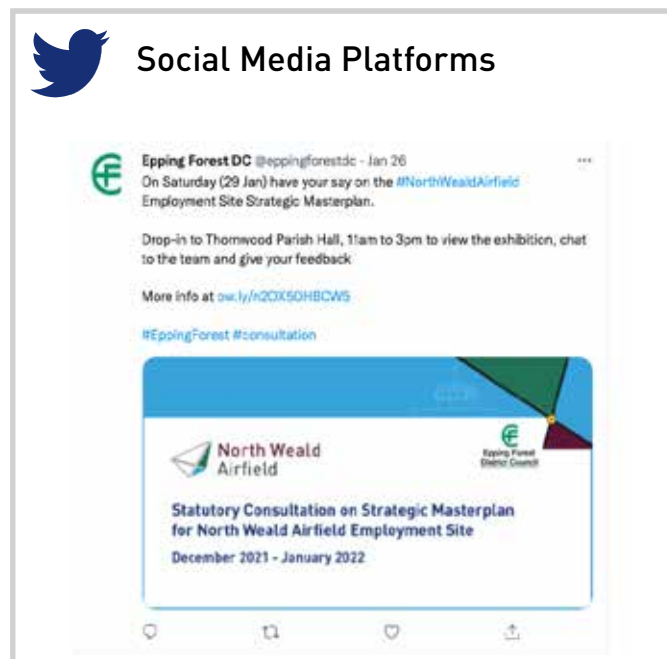 Social Media Platforms
Epping Forest DC @eppingforestdc - Jan 26
On Saturday (29 Jan) have your say on the #NorthWealdAirfield
Employment Site Strategic Masterplan.
Drop-in to Thornwood Parish Hall, 11am to 3pm to view the exhibition, chat
to the team and give your feedback
More info at
#EppingForest #consultation
North Weald
Airfield
Epping Forest
District Council
Statutory Consultation on Strategic Masterplan
for North Weald Airfield Employment Site
December 2021 - January 2022